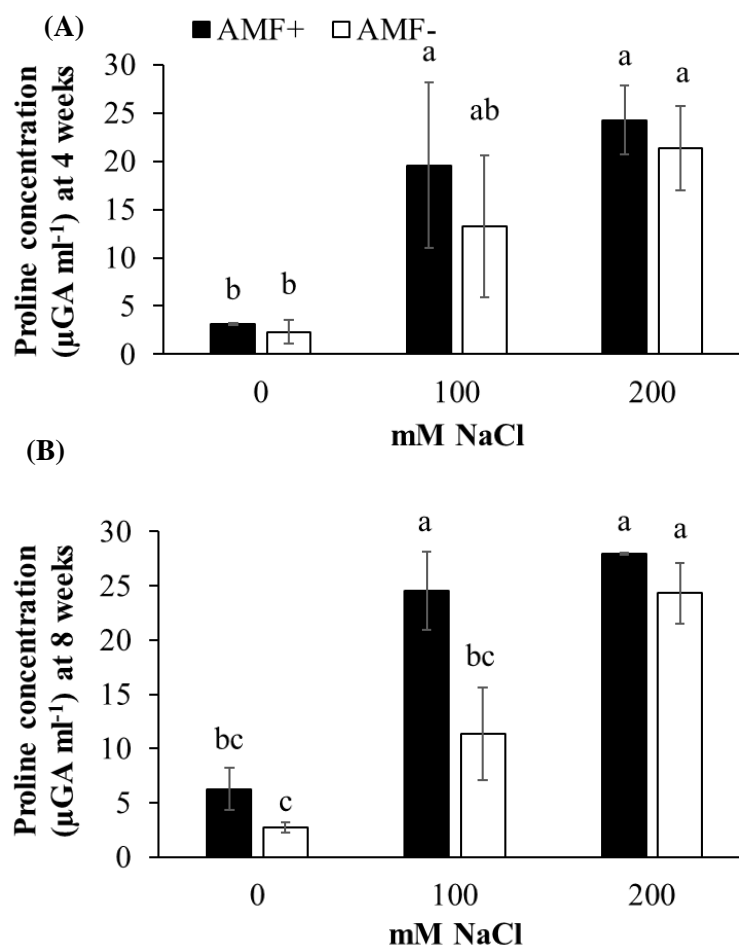 (A)
AMF+ AMF-
Proline concentration
(µGA ml-1) at 4 weeks
30
25
20
15
10
5
0
b b a ab a a
0 100 200
mM NaCl
(B)
Proline concentration
(µGA ml-1) at 8 weeks
30
25
20
15
10
5
0
bc c a bc a a
0 100 200
mM NaCl